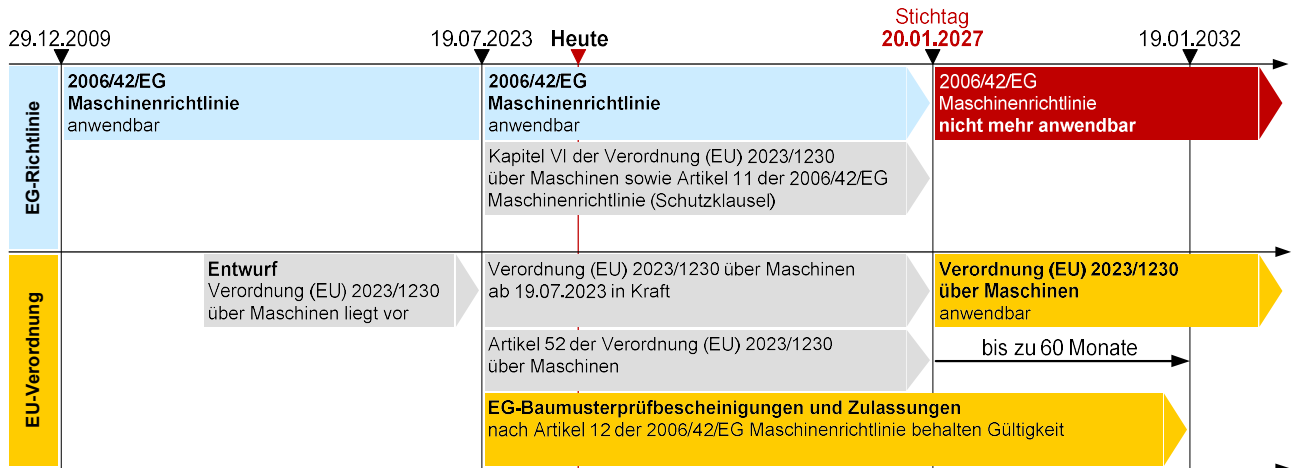 Stichtag
29.12.2009 19.07.2023 Heute 20.01.2027 19.01.2032
EG-Richtlinie
2006/42/EG
Maschinenrichtlinie
anwendbar
2006/42/EG
Maschinenrichtlinie
anwendbar
2006/42/EG
Maschinenrichtlinie
nicht mehr anwendbar
Kapitel VI der Verordnung (EU) 2023/1230
über Maschinen sowie Artikel 11 der 2006/42/EG
Maschinenrichtlinie (Schutzklausel)
EU-Verordnung
Entwurf
Verordnung (EU) 2023/1230
über Maschinen liegt vor
Verordnung (EU) 2023/1230 über Maschinen
ab 19.07.2023 in Kraft
Verordnung (EU) 2023/1230
über Maschinen
anwendbar
Artikel 52 der Verordnung (EU) 2023/1230
über Maschinen
bis zu 60 Monate
EG-Baumusterprüfbescheinigungen und Zulassungen
nach Artikel 12 der 2006/42/EG Maschinenrichtlinie behalten Gültigkeit